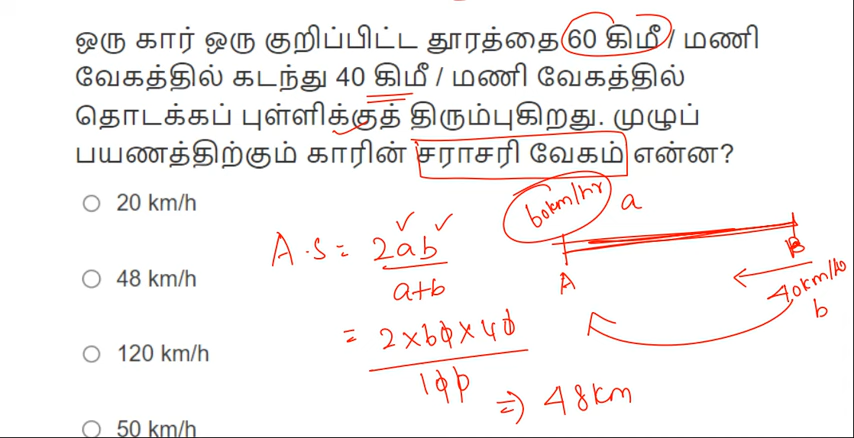 ஒரு கார் ஒரு குறிப்பிட்ட தூரத்தை 60 கிமீ / மணி
வேகத்தில் கடந்து 40 கிமீ / மணி வேகத்தில்
தொடக்கப் புள்ளிக்குத் திரும்புகிறது. முழுப்
பயணத்திற்கும் காரின் சராசரி வேகம் என்ன?
20 km/h
48 km/h
120 km/h
50 km/h
A.S = 2ab
a+b
= 2×60×40
100
⇒ 48km
60km/hr
a
A
B
40km/hr
b